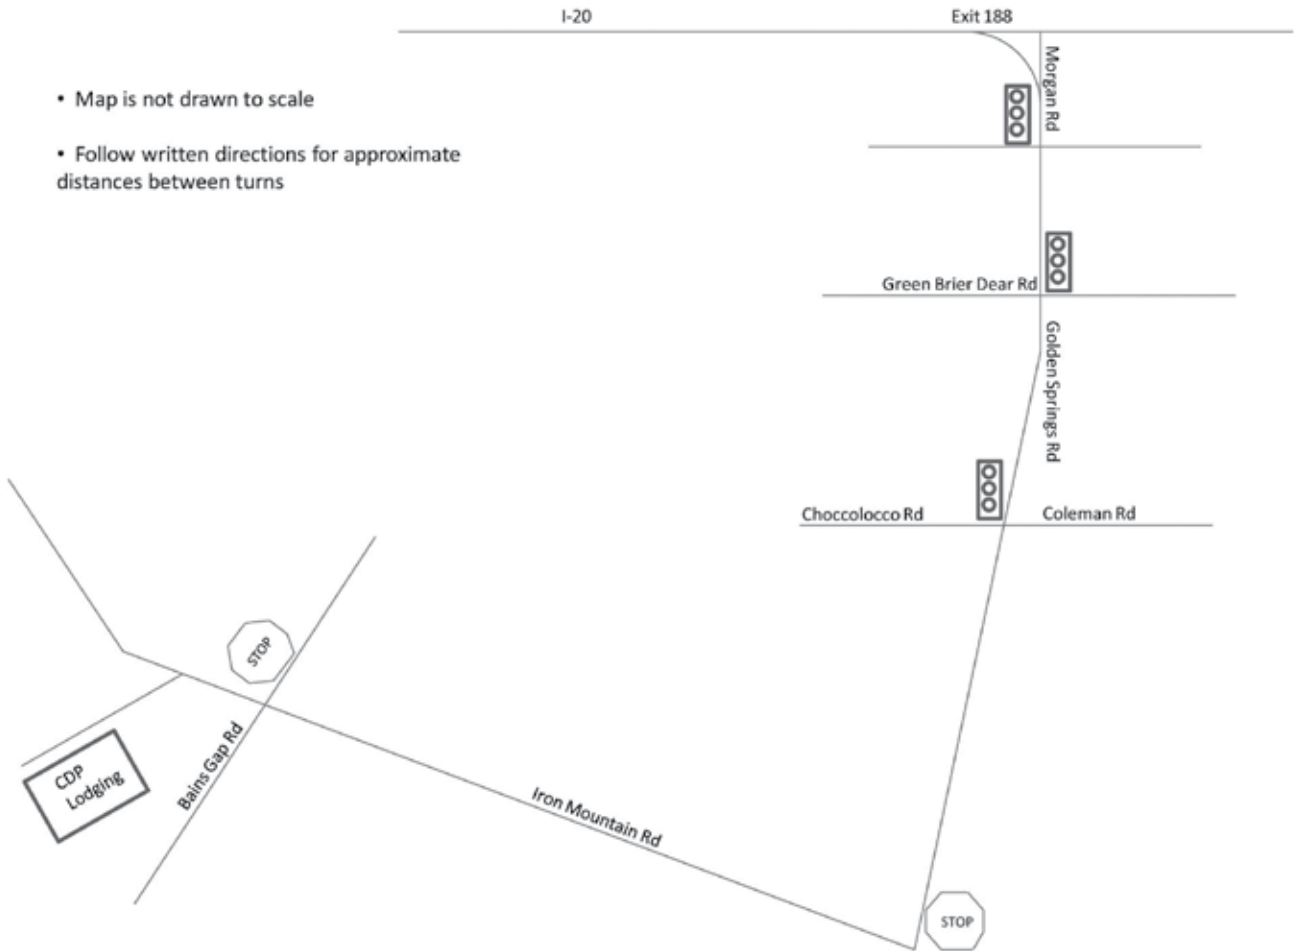 I-20
Exit 188
Morgan Rd
• Map is not drawn to scale
• Follow written directions for approximate
distances between turns
Green Brier Dear Rd
Golden Springs Rd
Choccolocco Rd
Coleman Rd
STOP
Bains Gap Rd
CDP
Lodging
Iron Mountain Rd
STOP